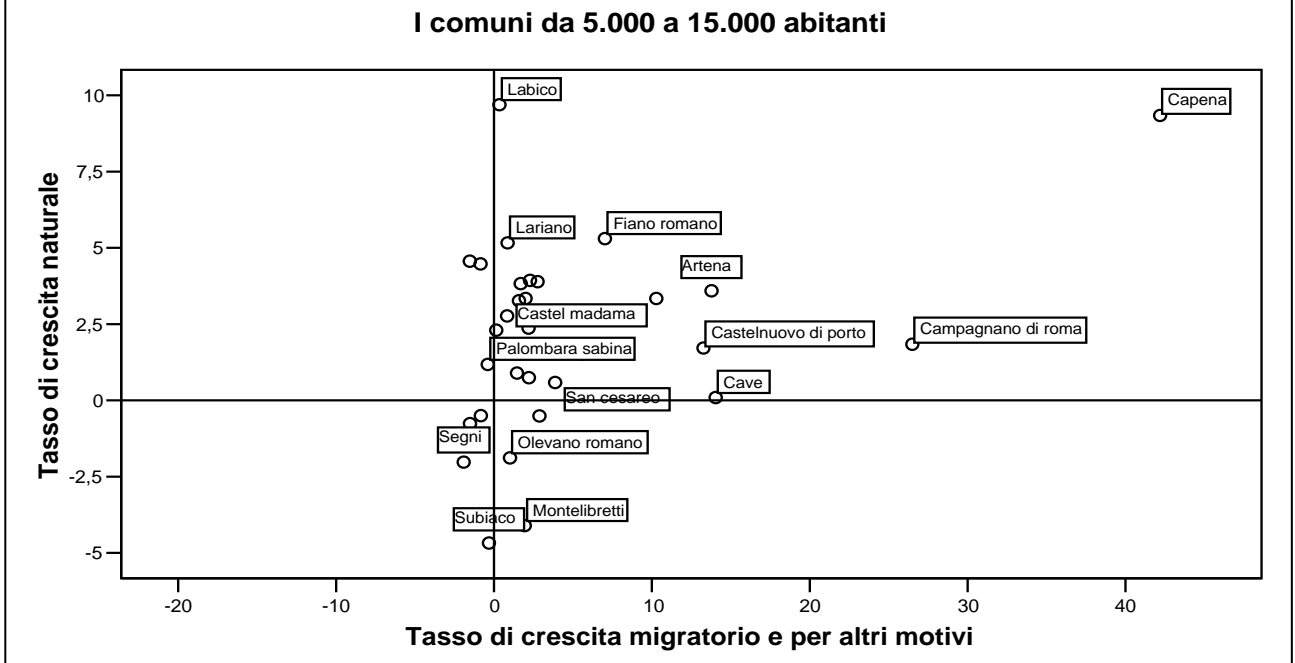 I comuni da 5.000 a 15.000 abitanti
Labico
Capena
10
7,5
Lariano
Fiano romano
5
Artena
Castel madama
2,5
Castelnuovo di porto
Campagnano di roma
Palombara sabina
Cave
San cesareo
0
Segni
Olevano romano
-2,5
Subiaco
Montelibretti
-5
-20
-10
0
10
20
30
40
Tasso di crescita naturale
Tasso di crescita migratorio e per altri motivi